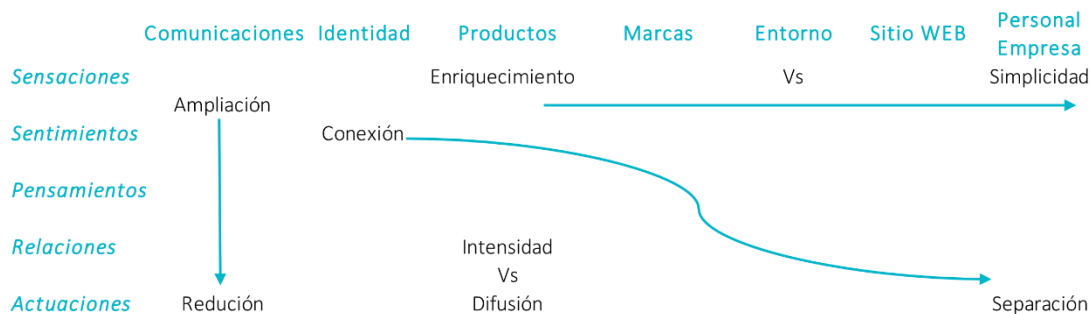 Comunicaciones Identidad Productos Marcas Entorno Sitio WEB Personal
Empresa
Sensaciones Enriquecimiento Vs Simplicidad
Ampliación
Sentimientos Conexión
Pensamientos
Relaciones Intensidad
Vs
Actuaciones Redución Difusión Separación